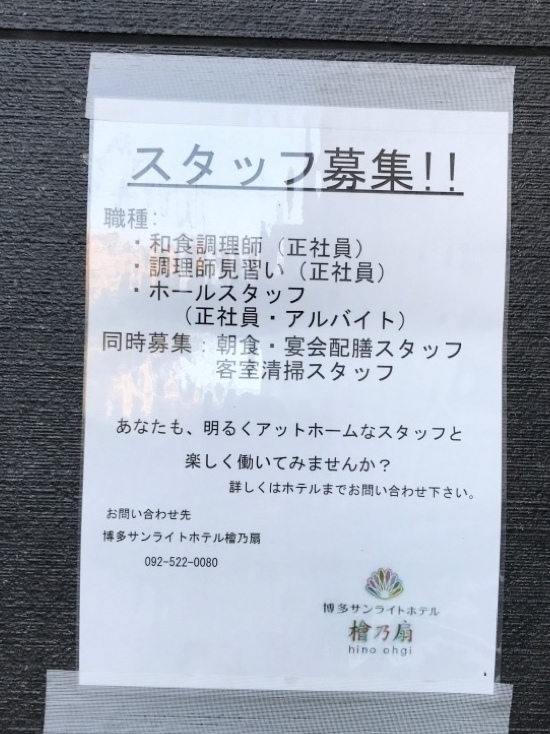 スタッフ募集!!
職種:
・和食調理師（正社員）
・調理師見習い（正社員）
・ホールスタッフ
（正社員・アルバイト）
同時募集：朝食・宴会配膳スタッフ
客室清掃スタッフ
あなたも、明るくアットホームなスタッフと
楽しく働いてみませんか？
詳しくはホテルまでお問い合わせ下さい。
お問い合わせ先
博多サンライトホテル檜乃扇
092-522-0080
博多サンライトホテル
檜乃扇
hino ohgi